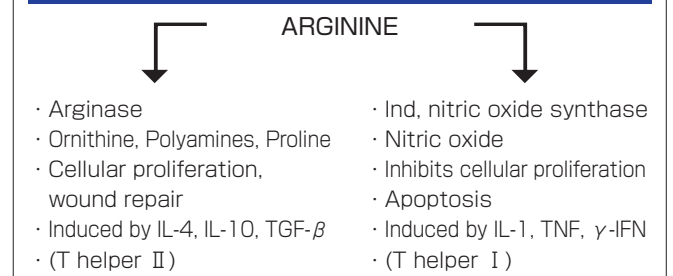 ARGININE
· Arginase
· Ornithine, Polyamines, Proline
· Cellular proliferation,
wound repair
· Induced by IL-4, IL-10, TGF-β
· (T helper Ⅱ)
· Ind, nitric oxide synthase
· Nitric oxide
· Inhibits cellular proliferation
· Apoptosis
· Induced by IL-1, TNF, γ-IFN
· (T helper Ⅰ)